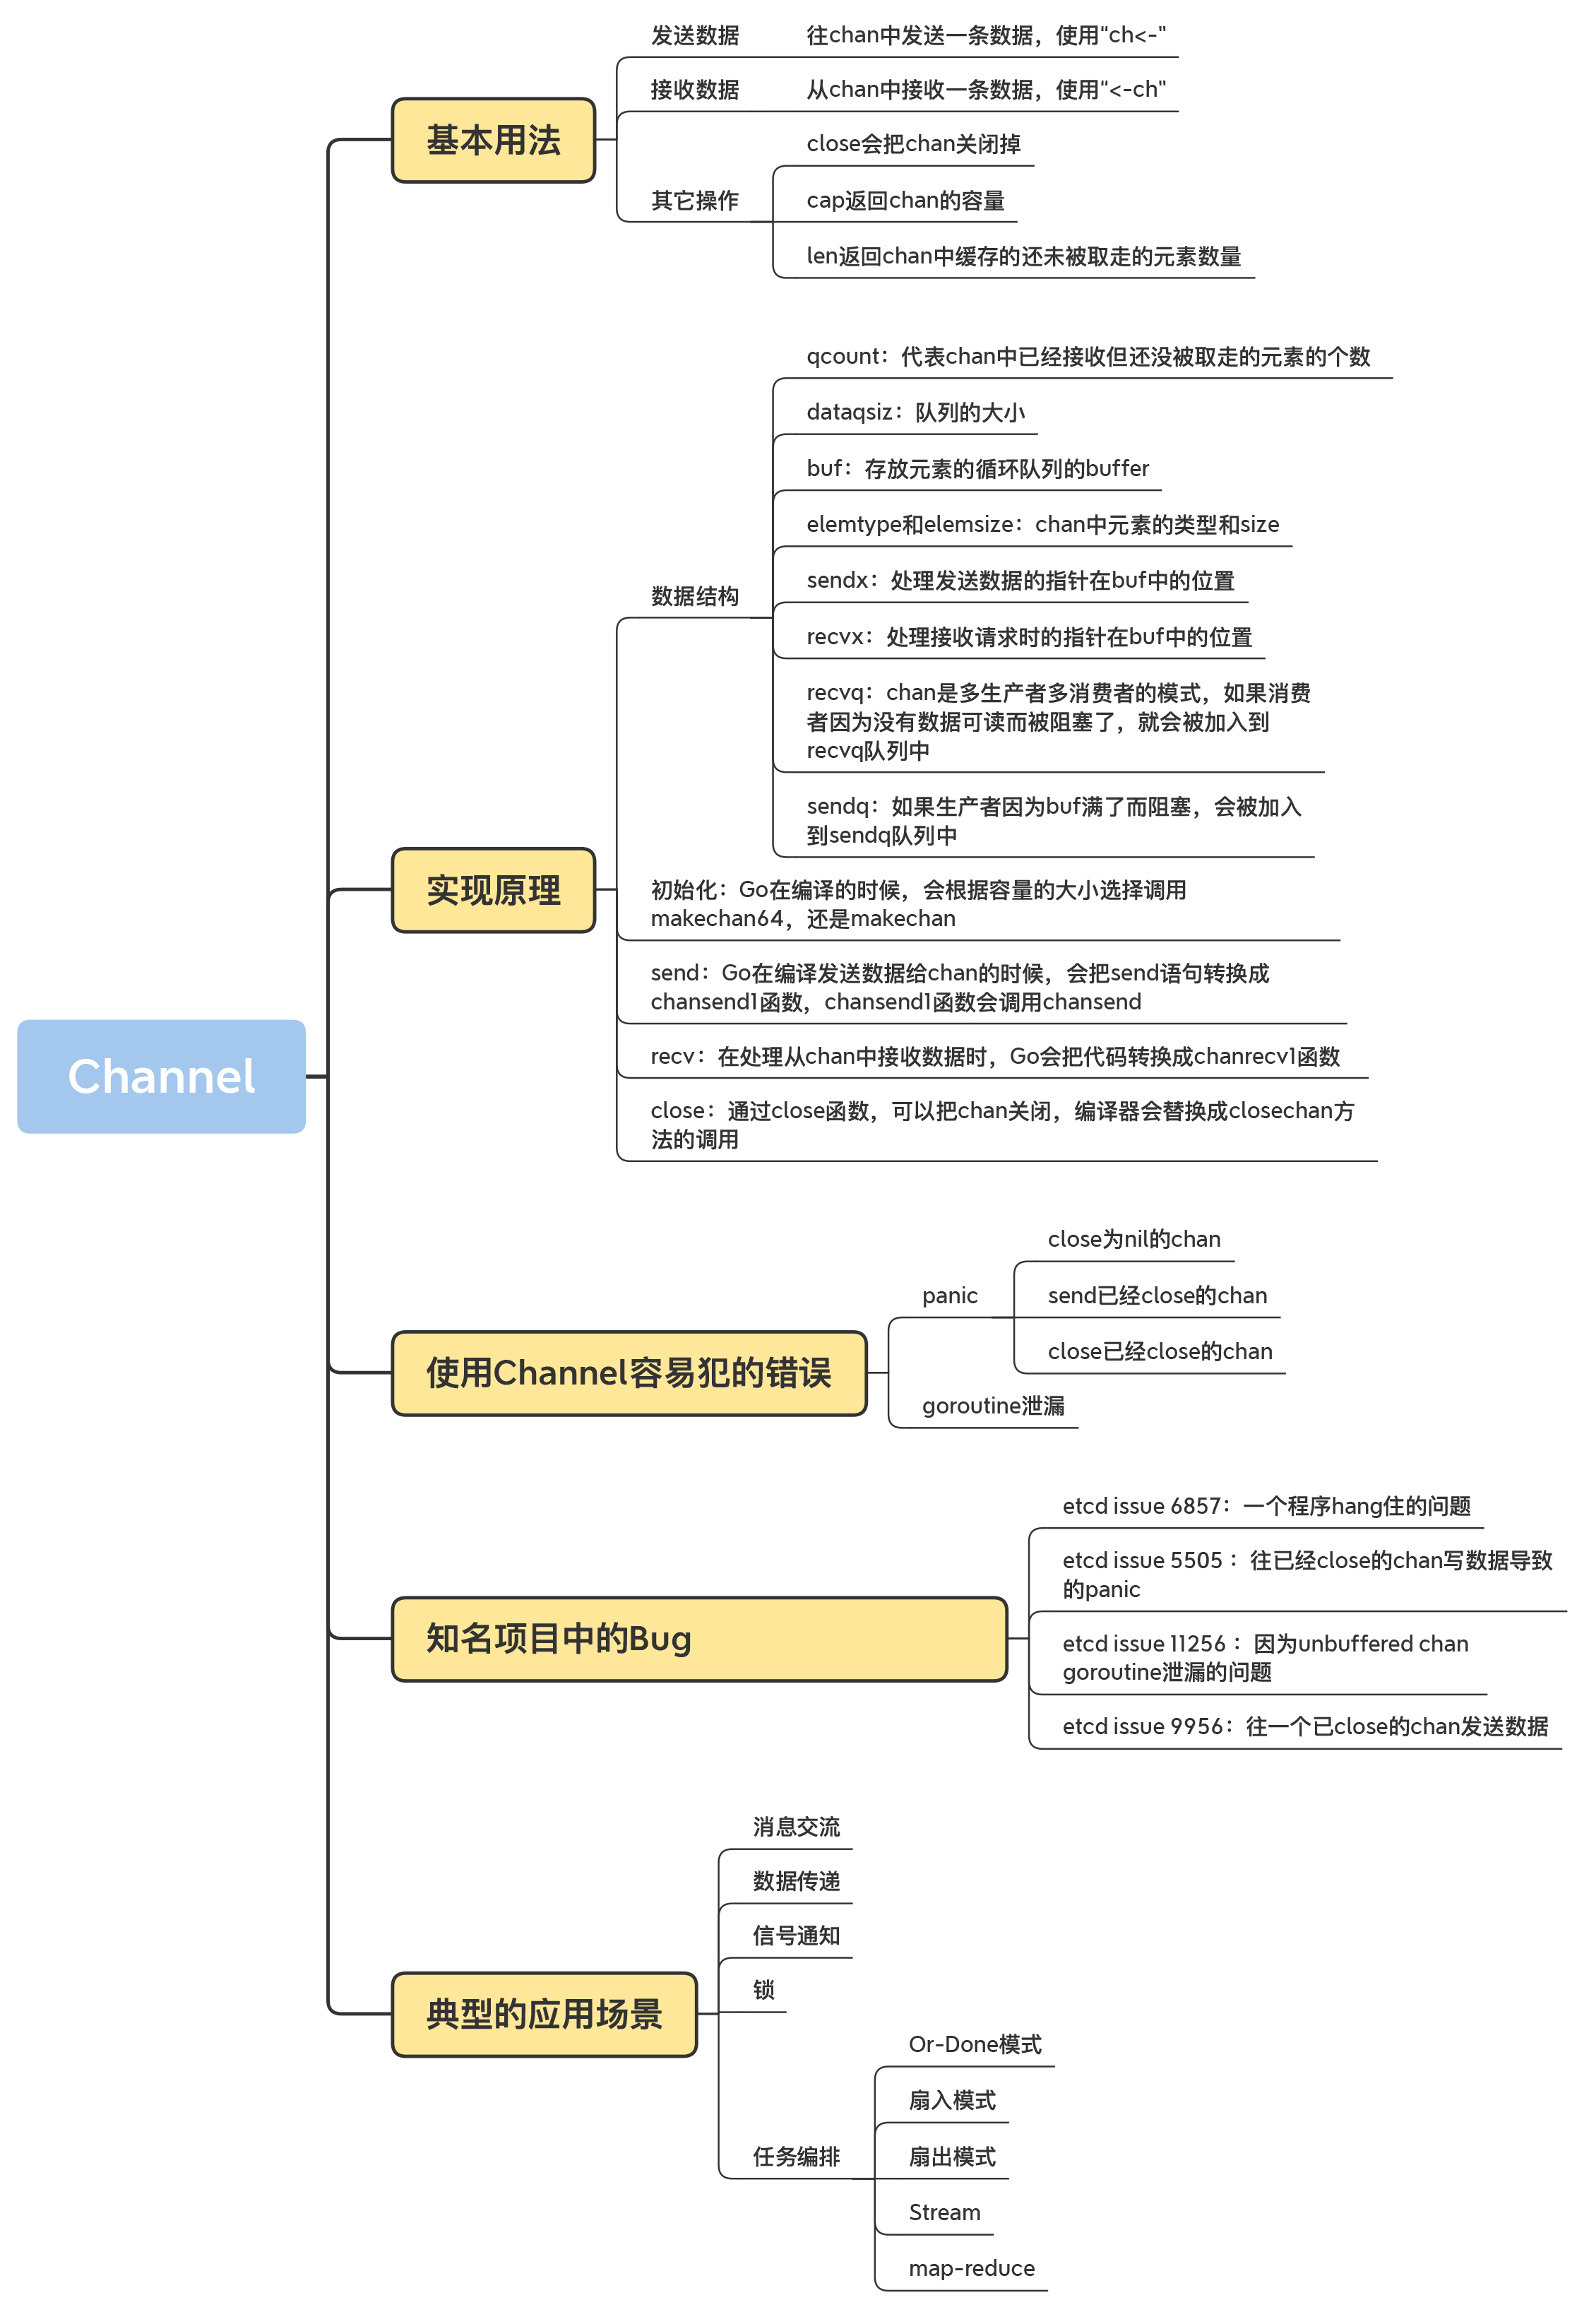 Channel
基本用法
发送数据
往chan中发送一条数据，使用"ch<-"
接收数据
从chan中接收一条数据，使用"<-ch"
其它操作
close会把chan关闭掉
cap返回chan的容量
len返回chan中缓存的还未被取走的元素数量
实现原理
数据结构
qcount：代表chan中已经接收但还没被取走的元素的个数
dataqsiz：队列的大小
buf：存放元素的循环队列的buffer
elemtype和elemsize：chan中元素的类型和size
sendx：处理发送数据的指针在buf中的位置
recvx：处理接收请求时的指针在buf中的位置
recvq：chan是多生产者多消费者的模式，如果消费
者因为没有数据可读而被阻塞了，就会被加入到
recvq队列中
sendq：如果生产者因为buf满了而阻塞，会被加入
到sendq队列中
初始化：Go在编译的时候，会根据容量的大小选择调用
makechan64，还是makechan
send：Go在编译发送数据给chan的时候，会把send语句转换成
chansend1函数，chansend1函数会调用chansend
recv：在处理从chan中接收数据时，Go会把代码转换成chanrecv1函数
close：通过close函数，可以把chan关闭，编译器会替换成closechan方
法的调用
使用Channel容易犯的错误
panic
close为nil的chan
send已经close的chan
close已经close的chan
goroutine泄漏
知名项目中的Bug
etcd issue 6857：一个程序hang住的问题
etcd issue 5505 ：往已经close的chan写数据导致
的panic
etcd issue 11256 ：因为unbuffered chan
goroutine泄漏的问题
etcd issue 9956：往一个已close的chan发送数据
典型的应用场景
消息交流
数据传递
信号通知
锁
任务编排
Or-Done模式
扇入模式
扇出模式
Stream
map-reduce